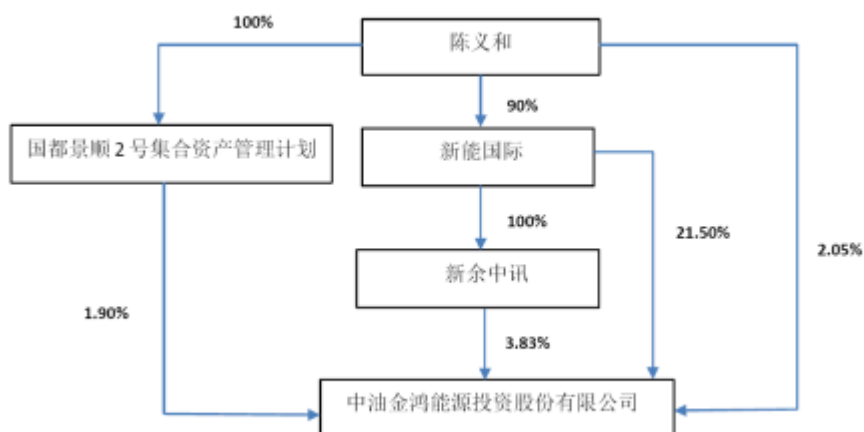 100%
陈义和
90%
国都景顺2号集合资产管理计划
新能国际
100%
21.50%
2.05%
新余中讯
1.90%
3.83%
中油金鸿能源投资股份有限公司